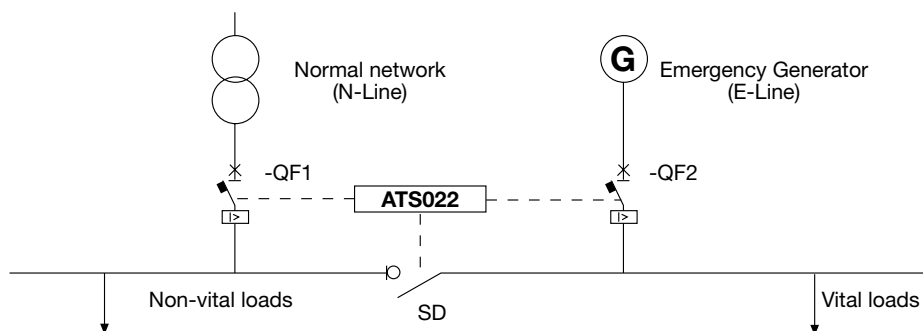 Normal network
(N-Line)
G
Emergency Generator
(E-Line)
-QF1
-QF2
ATS022
I>
I>
Non-vital loads
SD
Vital loads